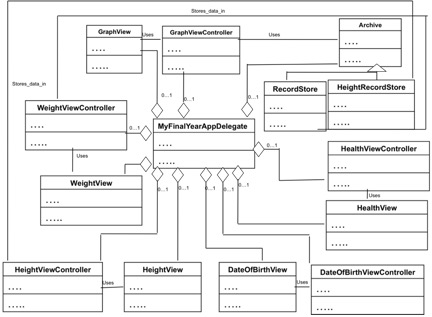 Stores_data_in
GraphView
. . . .
. . . .
Uses
GraphViewController
. . . .
. . . .
Uses
Archive
. . . .
. . . .
Stores_data_in
0...1
0...1
0...1
RecordStore
. . . .
. . . . .
HeightRecordStore
. . . .
. . . . .
WeightViewController
. . . .
. . . . .
0...1
MyFinalYearAppDelegate
. . . .
. . . . .
Uses
0...1
0...1
HealthViewController
. . . .
. . . . .
WeightView
. . . .
. . . . .
0...1
0...1
0...1
0...1
Uses
HealthView
. . . .
. . . . .
HeightViewController
. . . .
. . . . .
Uses
HeightView
. . . .
. . . . .
DateOfBirthView
. . . .
. . . . .
Uses
DateOfBirthViewController
. . . .
. . . . .